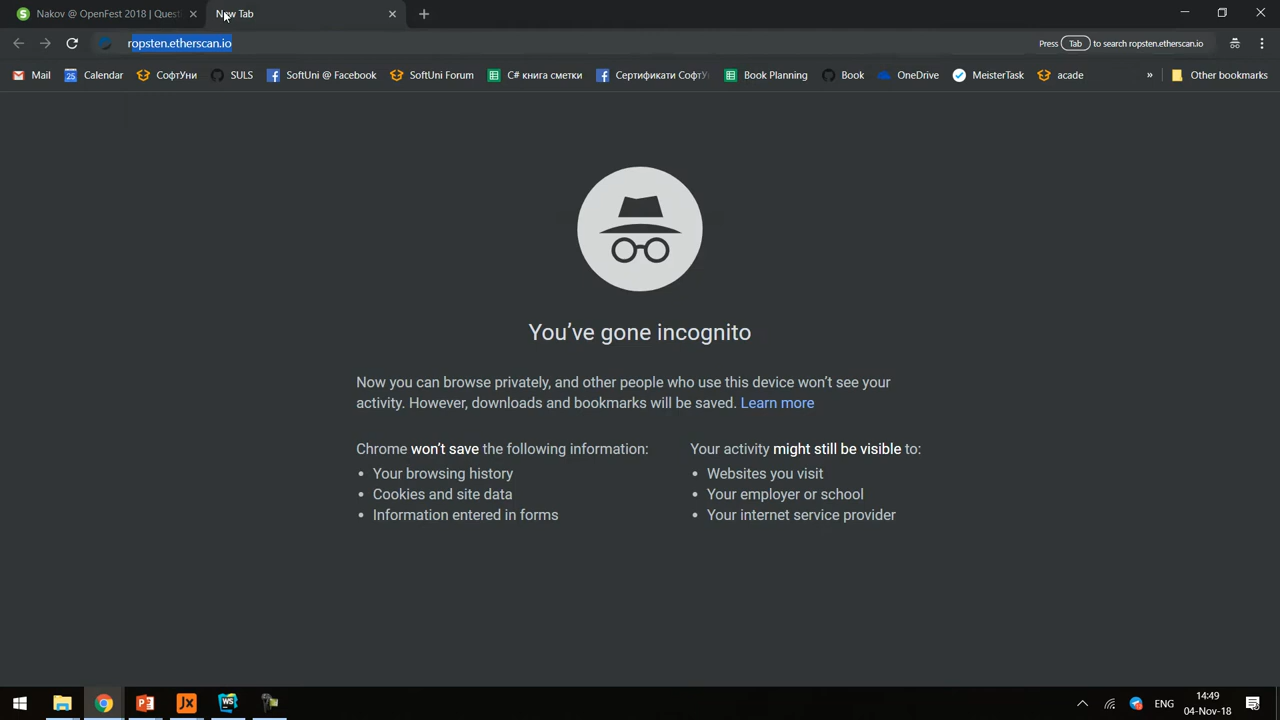 Nakov @ OpenFest 2018 | Quest
New Tab
ropsten.etherscan.io
Press Tab to search ropsten.etherscan.io
Mail
Calendar
СофтУни
SULS
SoftUni @ Facebook
SoftUni Forum
C# книга сметки
Сертификати СофтУ
Book Planning
Book
OneDrive
MeisterTask
acade
»
Other bookmarks
You've gone incognito
Now you can browse privately, and other people who use this device won't see your
activity. However, downloads and bookmarks will be saved. Learn more
Chrome won't save the following information:
• Your browsing history
• Cookies and site data
• Information entered in forms
Your activity might still be visible to:
• Websites you visit
• Your employer or school
• Your internet service provider
ENG
14:49
04-Nov-18